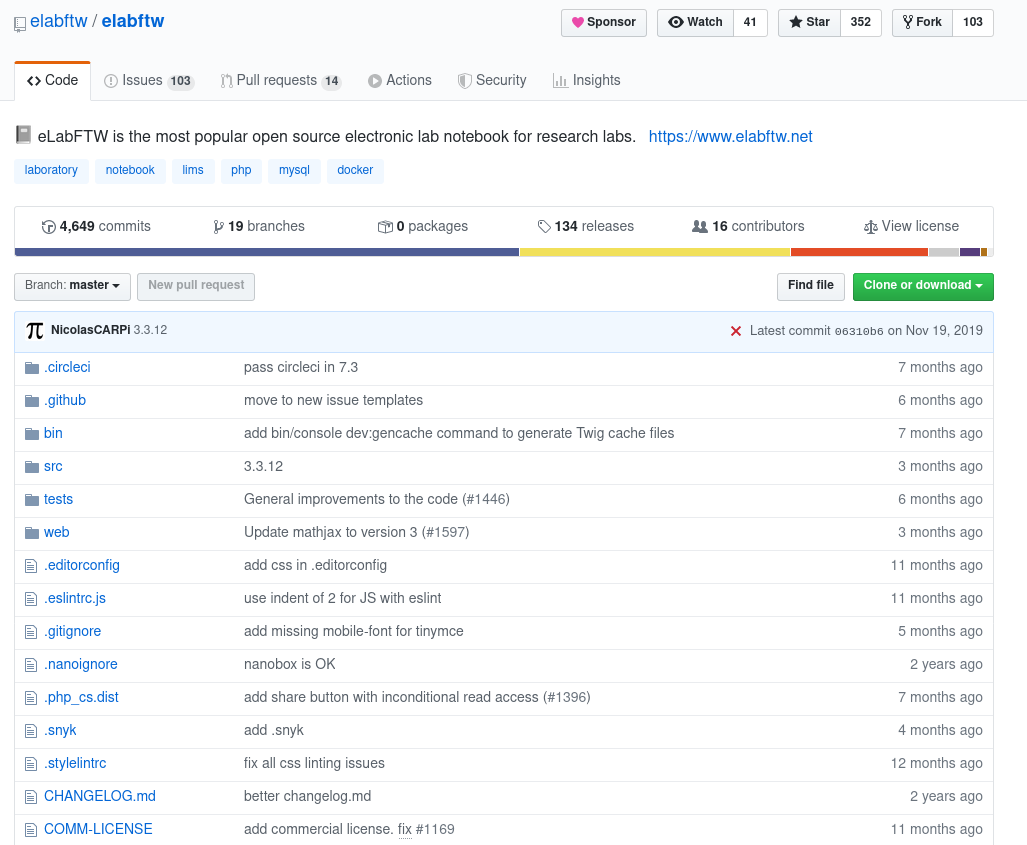 elabftw / elabftw Sponsor Watch 41 Star 352 Fork 103
Code Issues 103 Pull requests 14 Actions Security Insights
eLabFTW is the most popular open source electronic lab notebook for research labs. https://www.elabftw.net
laboratory notebook lims php mysql docker
4,649 commits 19 branches 0 packages 134 releases 16 contributors View license
Branch: master New pull request Find file Clone or download
π NicolasCARPi 3.3.12 Latest commit 06310b6 on Nov 19, 2019
.circleci pass circleci in 7.3 7 months ago
.github move to new issue templates 6 months ago
bin add bin/console dev:gencache command to generate Twig cache files 7 months ago
src 3.3.12 3 months ago
tests General improvements to the code (#1446) 6 months ago
web Update mathjax to version 3 (#1597) 3 months ago
.editorconfig add css in .editorconfig 11 months ago
.eslintrc.js use indent of 2 for JS with eslint 11 months ago
.gitignore add missing mobile-font for tinymce 5 months ago
.nanoignore nanobox is OK 2 years ago
.php_cs.dist add share button with inconditional read access (#1396) 7 months ago
.snyk add .snyk 4 months ago
.stylelintrc fix all css linting issues 12 months ago
CHANGELOG.md better changelog.md 2 years ago
COMM-LICENSE add commercial license. fix #1169 11 months ago